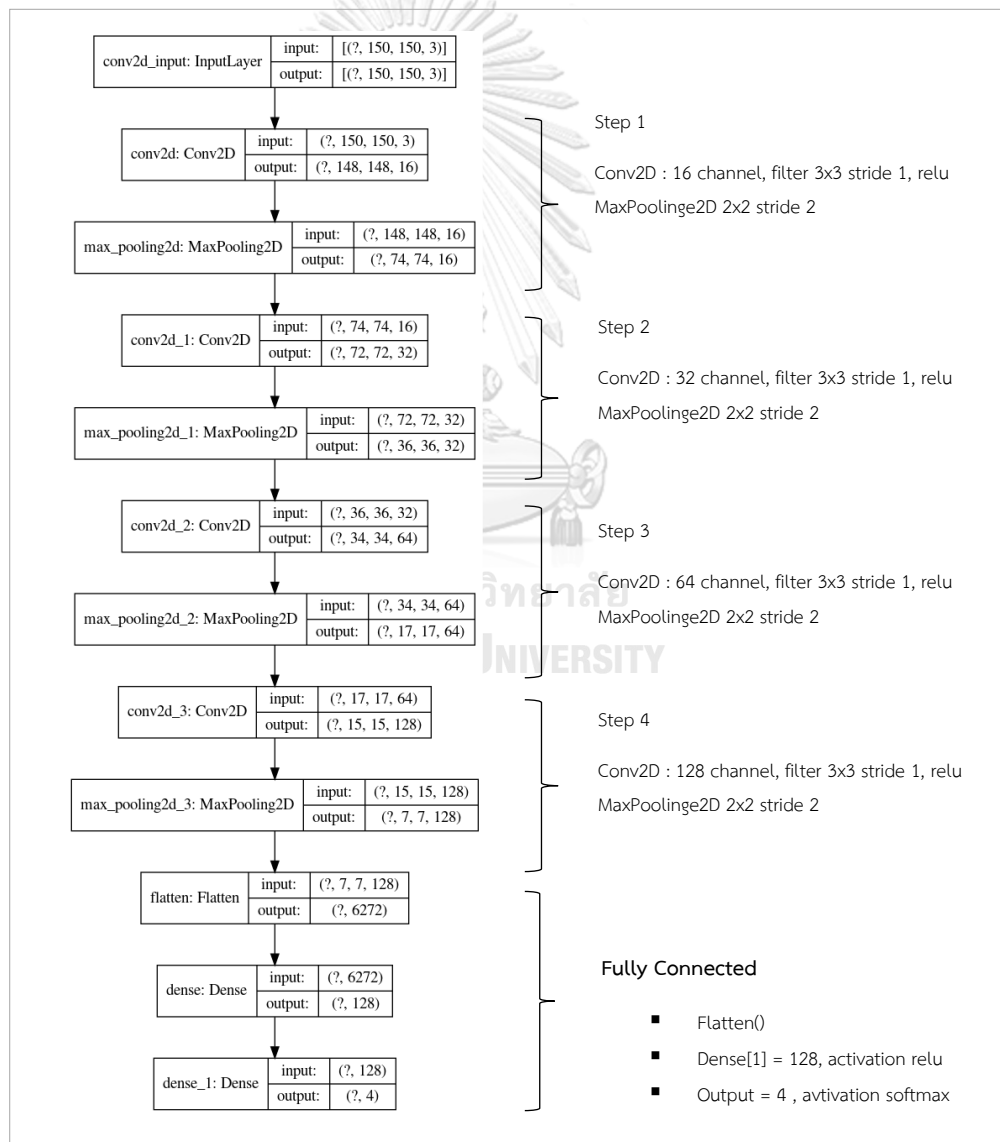 conv2d_input: InputLayer
input: [(?, 150, 150, 3)]
output: [(?, 150, 150, 3)]
conv2d: Conv2D
input: (?, 150, 150, 3)
output: (?, 148, 148, 16)
max_pooling2d: MaxPooling2D
input: (?, 148, 148, 16)
output: (?, 74, 74, 16)
Step 1
Conv2D : 16 channel, filter 3x3 stride 1, relu
MaxPoolinge2D 2x2 stride 2
conv2d_1: Conv2D
input: (?, 74, 74, 16)
output: (?, 72, 72, 32)
max_pooling2d_1: MaxPooling2D
input: (?, 72, 72, 32)
output: (?, 36, 36, 32)
Step 2
Conv2D : 32 channel, filter 3x3 stride 1, relu
MaxPoolinge2D 2x2 stride 2
conv2d_2: Conv2D
input: (?, 36, 36, 32)
output: (?, 34, 34, 64)
max_pooling2d_2: MaxPooling2D
input: (?, 34, 34, 64)
output: (?, 17, 17, 64)
Step 3
Conv2D : 64 channel, filter 3x3 stride 1, relu
MaxPoolinge2D 2x2 stride 2
วิทยาลัย
UNIVERSITY
conv2d_3: Conv2D
input: (?, 17, 17, 64)
output: (?, 15, 15, 128)
max_pooling2d_3: MaxPooling2D
input: (?, 15, 15, 128)
output: (?, 7, 7, 128)
Step 4
Conv2D : 128 channel, filter 3x3 stride 1, relu
MaxPoolinge2D 2x2 stride 2
flatten: Flatten
input: (?, 7, 7, 128)
output: (?, 6272)
dense: Dense
input: (?, 6272)
output: (?, 128)
dense_1: Dense
input: (?, 128)
output: (?, 4)
Fully Connected
▪ Flatten()
▪ Dense[1] = 128, activation relu
▪ Output = 4 , avtivation softmax